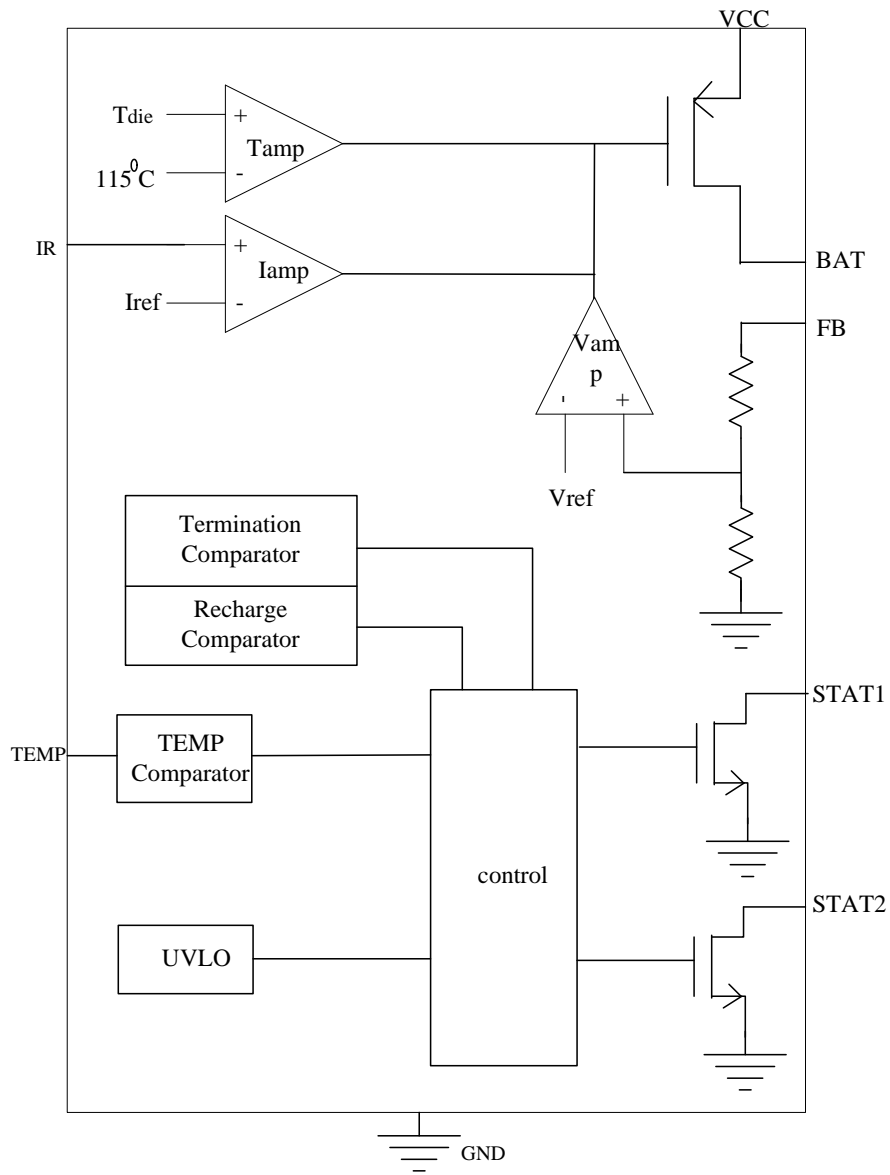 VCC
Tdie
+
Tamp
115⁰C
-
IR
+
Iamp
Iref
-
BAT
FB
Vam
p
-
+
Vref
Termination
Comparator
Recharge
Comparator
STAT1
TEMP
TEMP
Comparator
control
STAT2
UVLO
GND